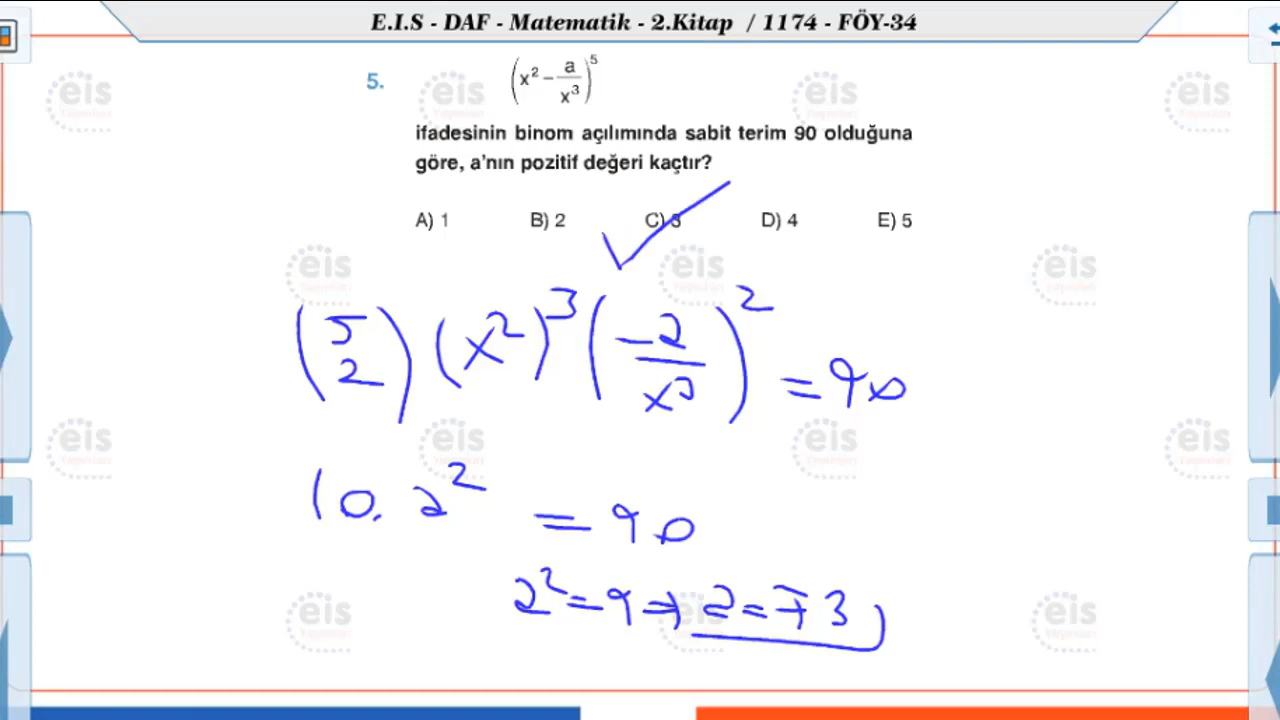 E.I.S - DAF - Matematik - 2.Kitap / 1174 - FÖY-34
5. (x² - a/x³)⁵
ifadesinin binom açılımında sabit terim 90 olduğuna
göre, a'nın pozitif değeri kaçtır?
A) 1 B) 2 C) 3 D) 4 E) 5
(5 2) (x²)³ (-a/x³)² = 90
10. a² = 90
a² = 9 → a = ∓3
eis
Yayınları